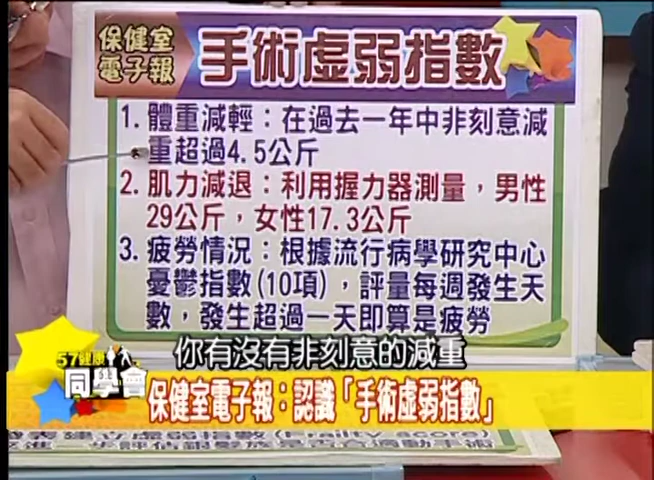 保健室
電子報
手術虛弱指數
1. 體重減輕：在過去一年中非刻意減
重超過4.5公斤
2. 肌力減退：利用握力器測量，男性
29公斤，女性17.3公斤
3. 疲勞情況：根據流行病學研究中心
憂鬱指數(10項)，評量每週發生天
數，發生超過一天即算是疲勞
你有沒有非刻意的減重
57健康
同學會
保健室電子報：認識「手術虛弱指數」